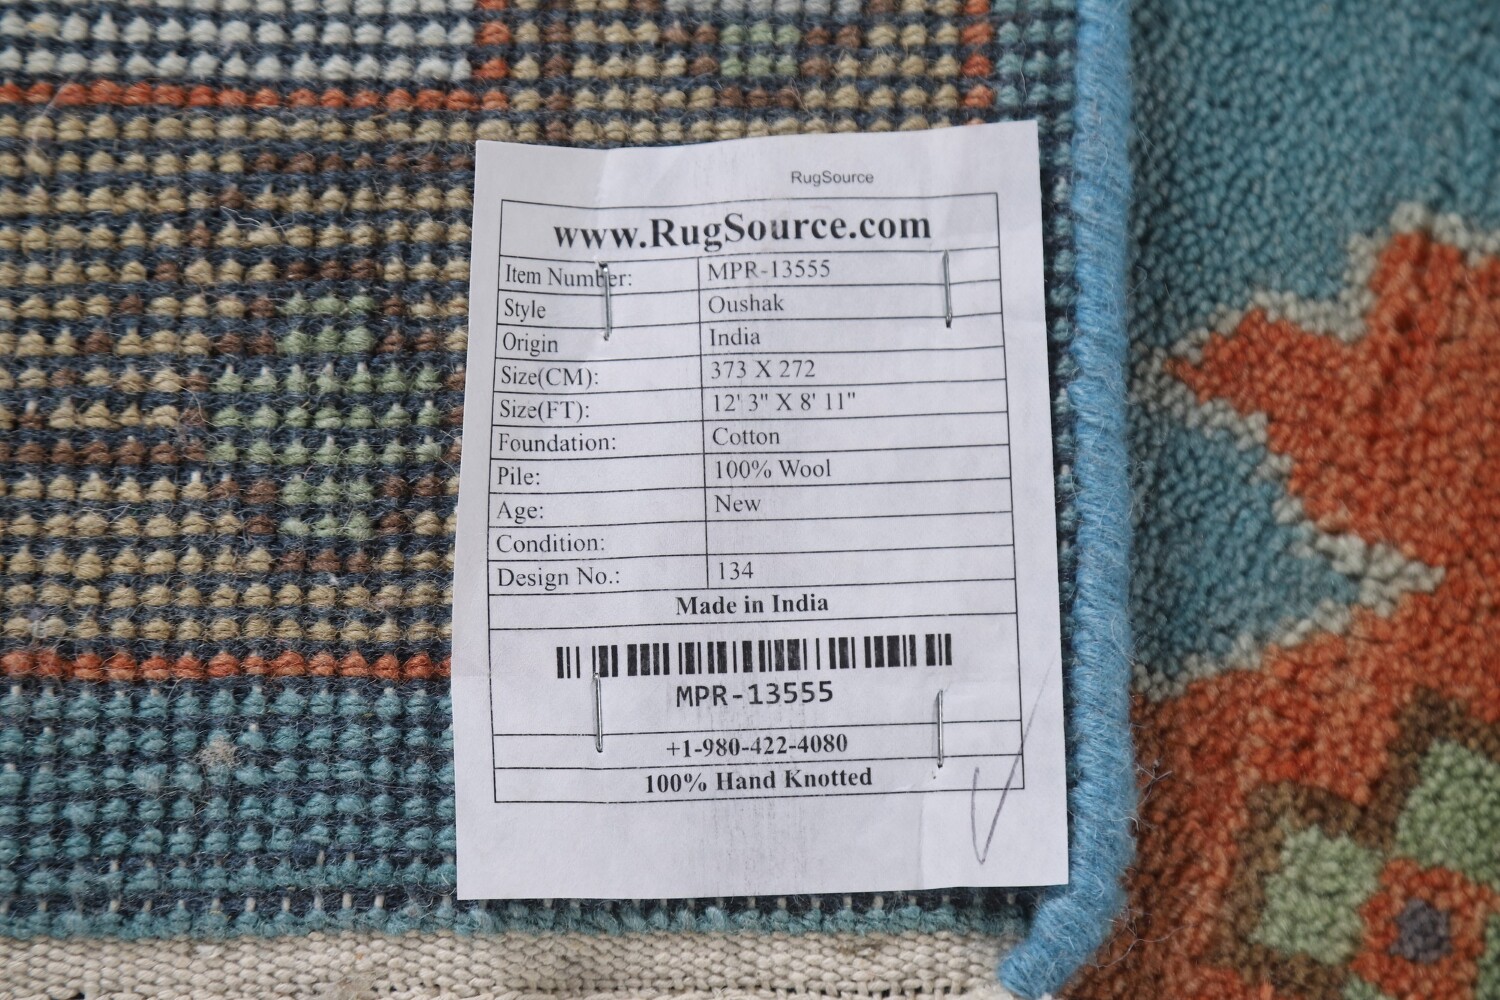 RugSource
www.RugSource.com
Item Number: MPR-13555
Style Oushak
Origin India
Size(CM): 373 X 272
Size(FT): 12' 3" X 8' 11"
Foundation: Cotton
Pile: 100% Wool
Age: New
Condition:
Design No.: 134
Made in India
MPR-13555
+1-980-422-4080
100% Hand Knotted